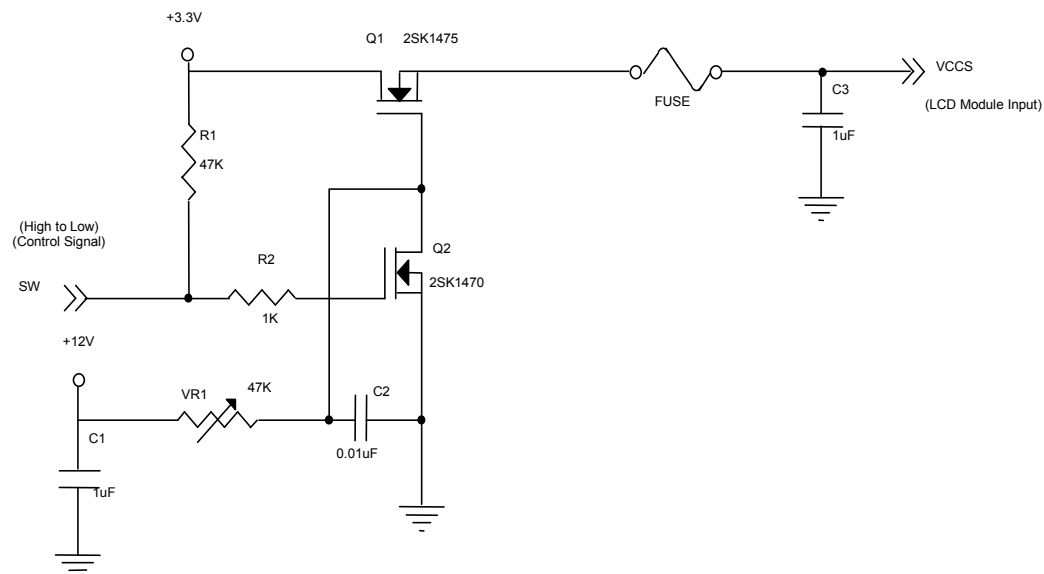 +3.3V
Q1 2SK1475
VCCS
FUSE
C3
(LCD Module Input)
R1
1uF
47K
(High to Low)
(Control Signal)
Q2
R2
2SK1470
SW
1K
+12V
VR1 47K
C2
C1
0.01uF
1uF